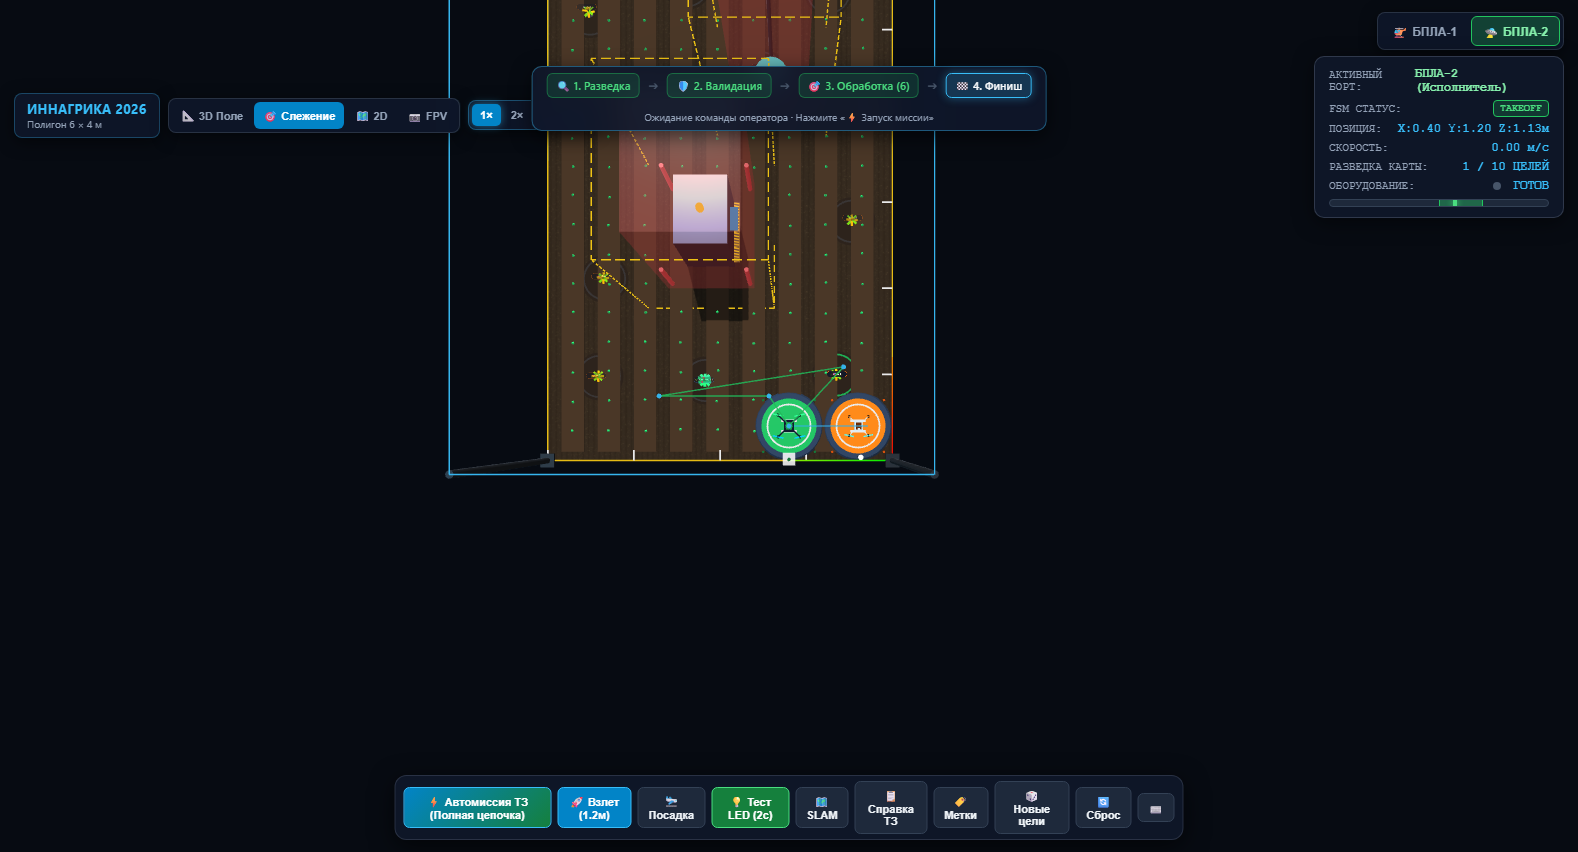 БПЛА-1
БПЛА-2
ИННАГРИКА 2026
Полигон 6 × 4 м
3D Поле
Слежение
2D
FPV
1×
2×
1. Разведка
→
2. Валидация
→
3. Обработка (6)
→
4. Финиш
Ожидание команды оператора · Нажмите «⚡ Запуск миссии»
АКТИВНЫЙ БОРТ:
БПЛА-2 (Исполнитель)
FSM СТАТУС:
TAKEOFF
ПОЗИЦИЯ:
X:0.40 Y:1.20 Z:1.13м
СКОРОСТЬ:
0.00 м/с
РАЗВЕДКА КАРТЫ:
1 / 10 ЦЕЛЕЙ
ОБОРУДОВАНИЕ:
ГОТОВ
Автомиссия ТЗ
(Полная цепочка)
Взлет
(1.2м)
Посадка
Тест
LED (2с)
SLAM
Справка
ТЗ
Метки
Новые
цели
Сброс